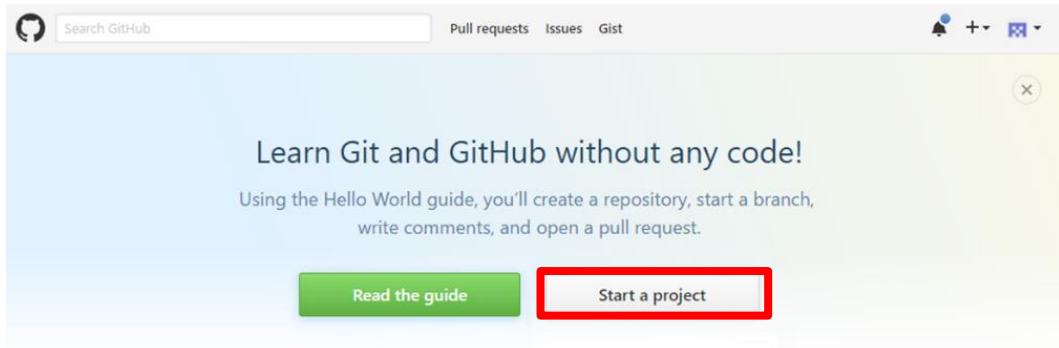 Search GitHub Pull requests Issues Gist
Learn Git and GitHub without any code!
Using the Hello World guide, you'll create a repository, start a branch,
write comments, and open a pull request.
Read the guide Start a project